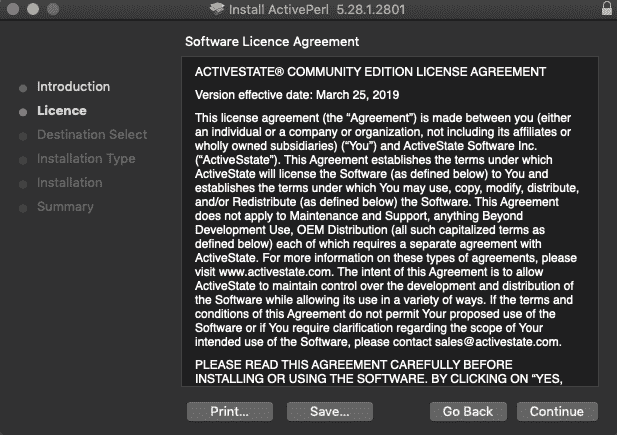 Install ActivePerl 5.28.1.2801
Software Licence Agreement
Introduction
Licence
Destination Select
Installation Type
Installation
Summary
ACTIVESTATE® COMMUNITY EDITION LICENSE AGREEMENT
Version effective date: March 25, 2019
This license agreement (the “Agreement”) is made between you (either
an individual or a company or organization, not including its affiliates or
wholly owned subsidiaries) (“You”) and ActiveState Software Inc.
(“ActiveSstate”). This Agreement establishes the terms under which
ActiveState will license the Software (as defined below) to You and
establishes the terms under which You may use, copy, modify, distribute,
and/or Redistribute (as defined below) the Software. This Agreement
does not apply to Maintenance and Support, anything Beyond
Development Use, OEM Distribution (all such capitalized terms as
defined below) each of which requires a separate agreement with
ActiveState. For more information on these types of agreements, please
visit www.activestate.com. The intent of this Agreement is to allow
ActiveState to maintain control over the development and distribution of
the Software while allowing its use in a variety of ways. If the terms and
conditions of this Agreement do not permit Your proposed use of the
Software or if You require clarification regarding the scope of Your
intended use of the Software, please contact sales@activestate.com.
PLEASE READ THIS AGREEMENT CAREFULLY BEFORE
INSTALLING OR USING THE SOFTWARE. BY CLICKING ON “YES,
Print...
Save...
Go Back
Continue